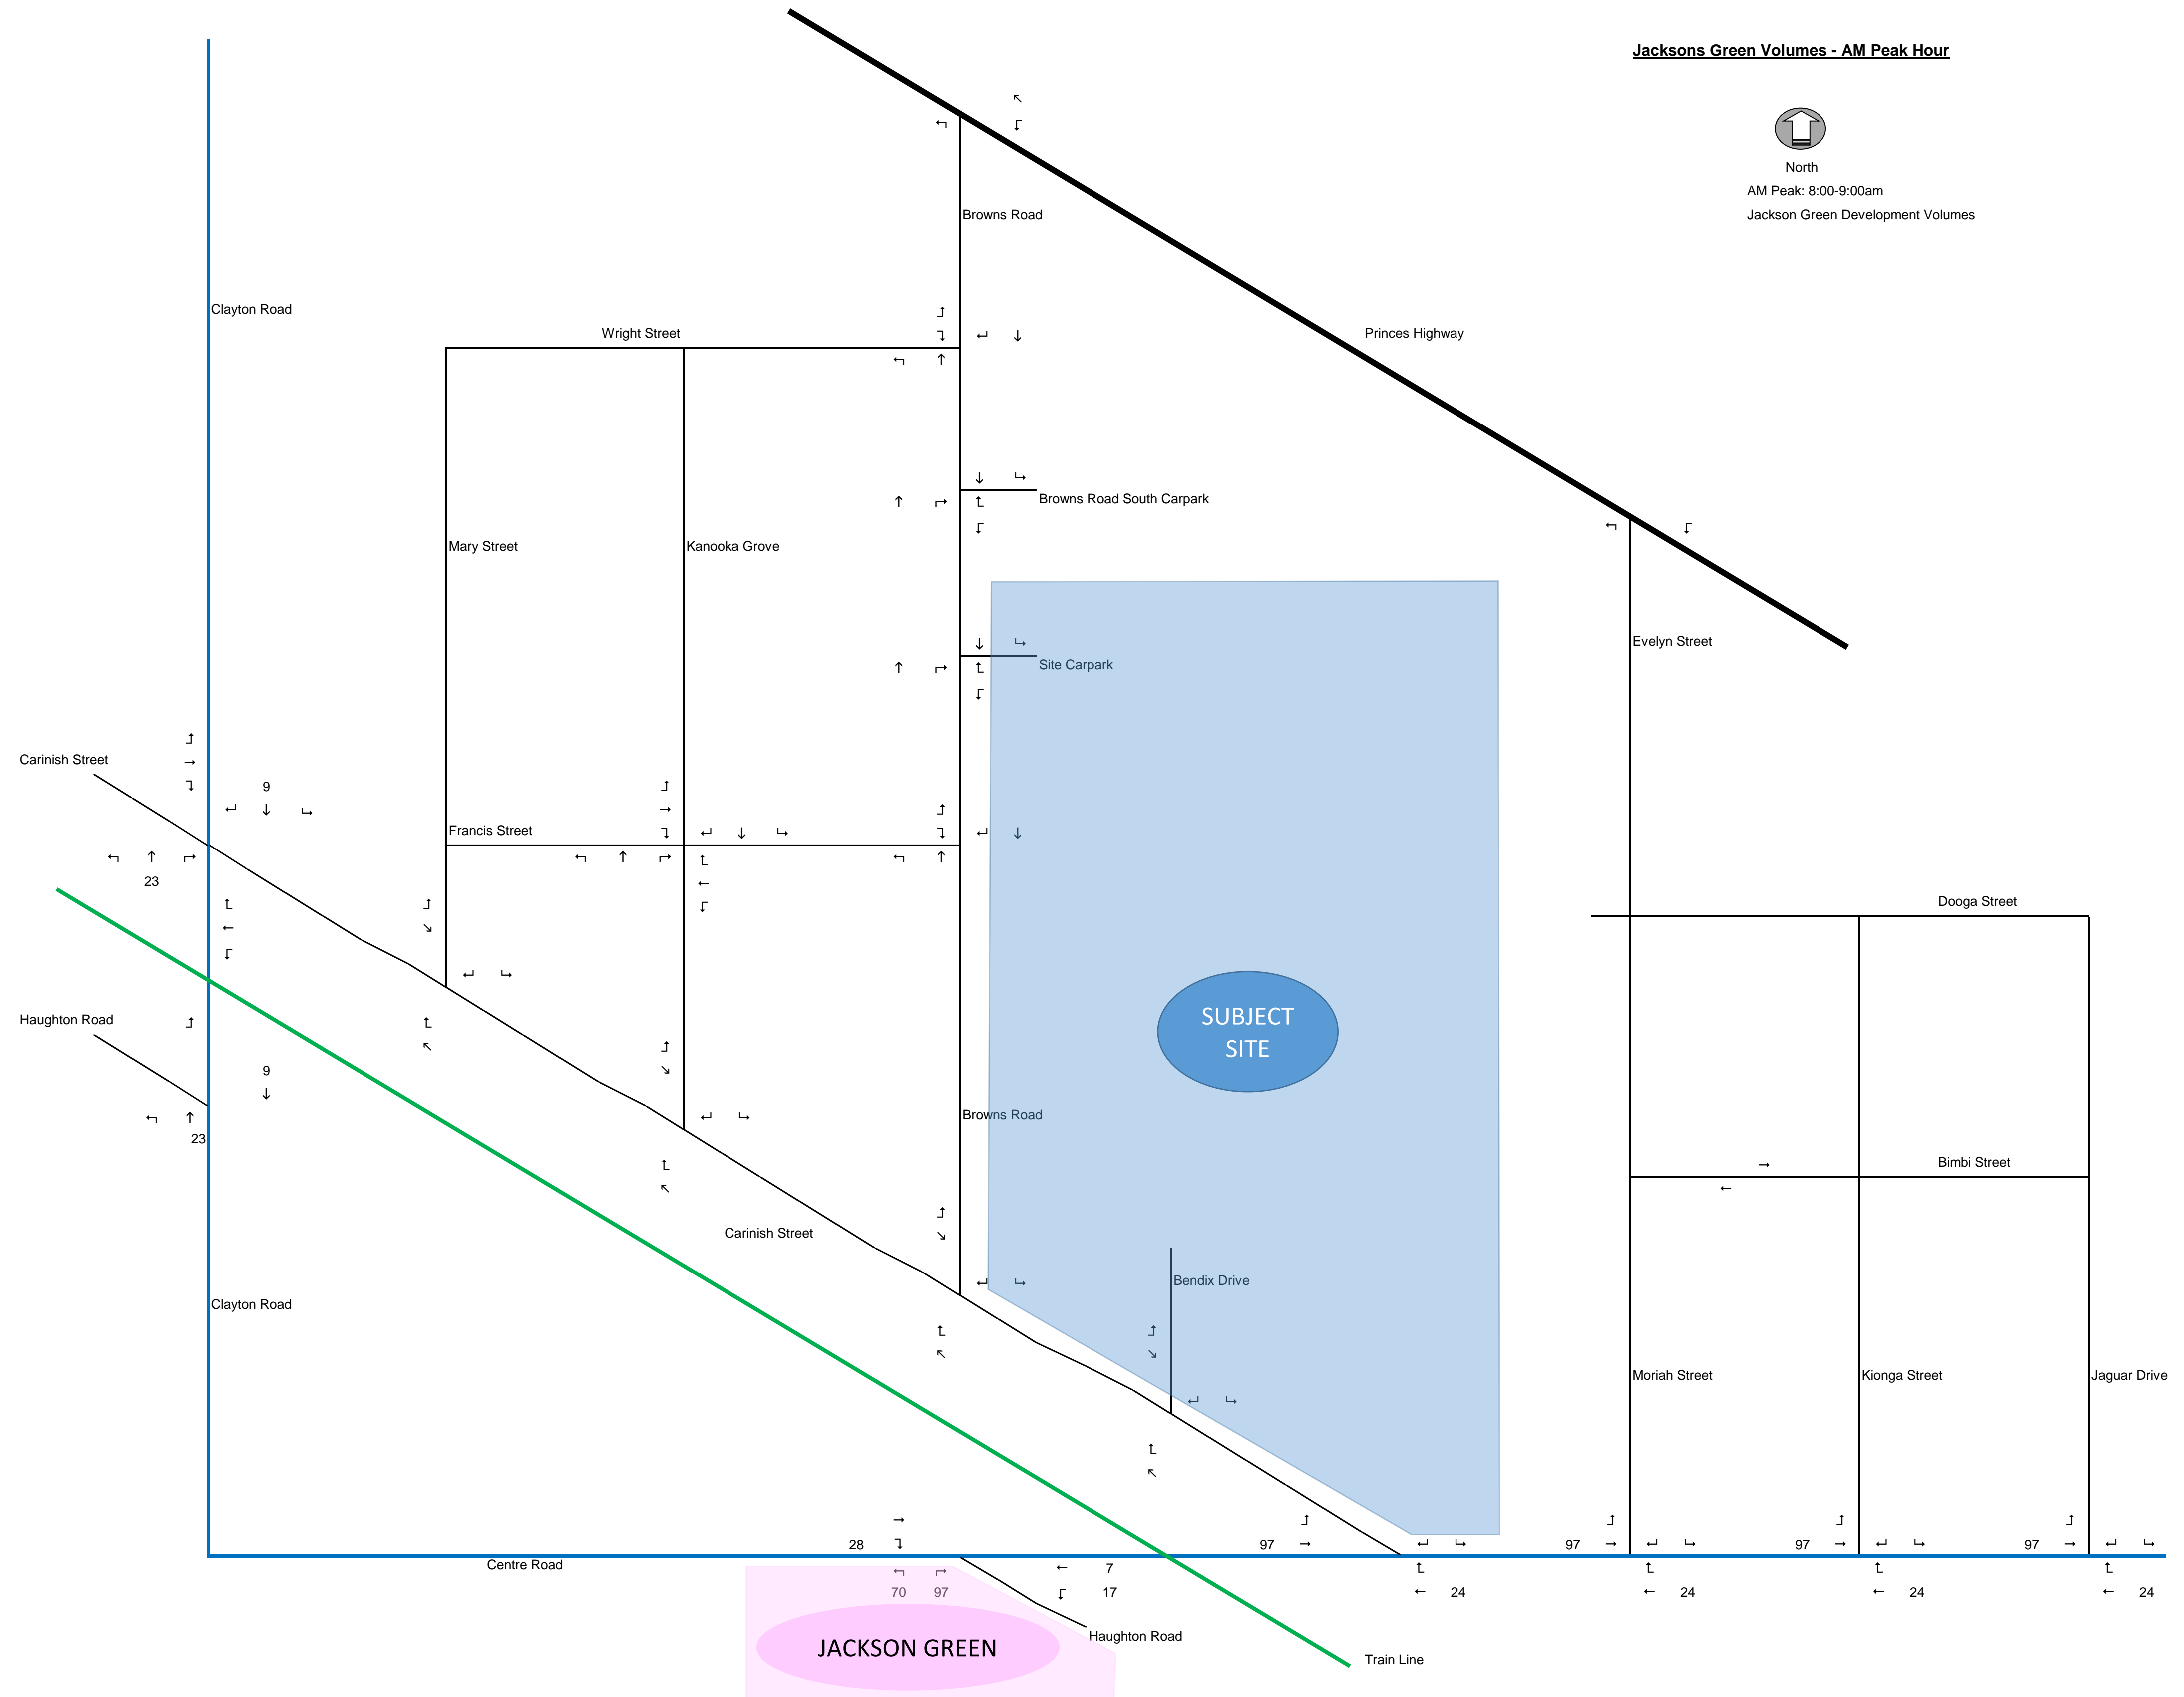 Jacksons Green Volumes - AM Peak Hour
North
AM Peak: 8:00-9:00am
Jackson Green Development Volumes
Browns Road
Clayton Road
Wright Street
Princes Highway
Browns Road South Carpark
Mary Street
Kanooka Grove
Evelyn Street
Site Carpark
Carinish Street
9
Francis Street
23
Dooga Street
Haughton Road
SUBJECT
SITE
9
Browns Road
23
Bimbi Street
Carinish Street
Bendix Drive
Clayton Road
Moriah Street
Kionga Street
Jaguar Drive
28
97
97
97
97
Centre Road
7
70
97
17
24
24
24
24
JACKSON GREEN
Haughton Road
Train Line